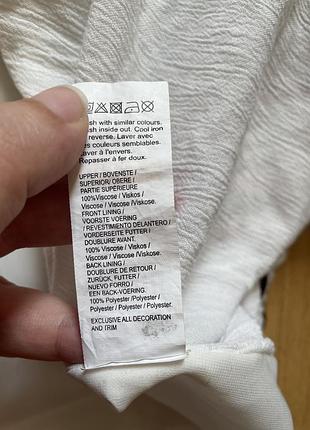 sh with similar colours.
sh inside out. Cool iron
reverse. Laver avec
es couleurs semblables.
aver à l'envers.
Repasser à fer doux.
UPPER / BOVENSTE /
SUPERIOR/ OBERE /
PARTIE SUPÉRIEURE
100%Viscose / Viskos /
Viscose / Viscose /Viskose.
FRONT LINING /
VOORSTE VOERING
/ REVESTIMENTO DELANTERO /
VORDERSEITE FUTTER /
DOUBLURE AVANT.
100% Viscose / Viskos /
Viscose / Viscose /Viskose.
BACK LINING /
DOUBLURE DE RETOUR /
ZURÜCK. FUTTER /
NUEVO FORRO /
EEN BACK-VOERING.
100% Polyester /Polyester /
Polyester /Polyester.
EXCLUSIVE ALL DECORATION
AND TRIM